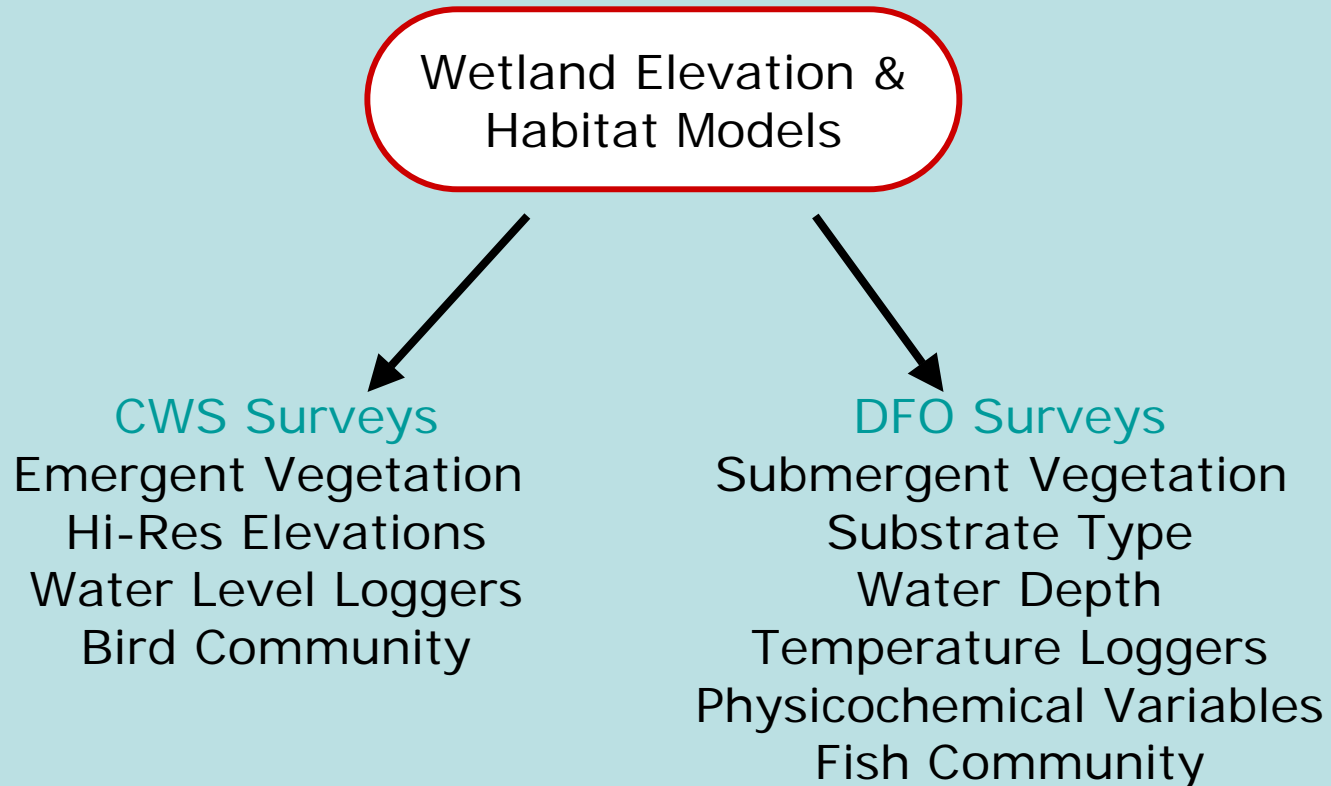 Wetland Elevation &
Habitat Models
CWS Surveys
Emergent Vegetation
Hi-Res Elevations
Water Level Loggers
Bird Community
DFO Surveys
Submergent Vegetation
Substrate Type
Water Depth
Temperature Loggers
Physicochemical Variables
Fish Community